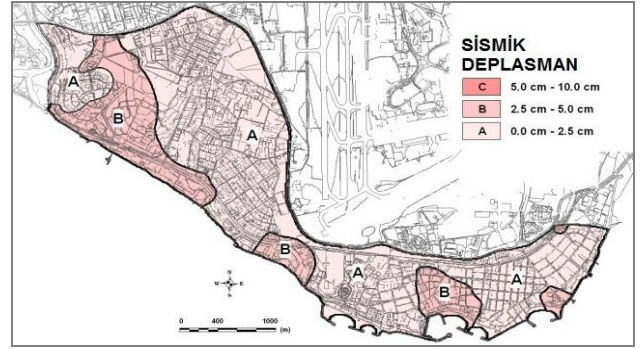 SİSMİK
DEPLASMAN
C 5.0 cm - 10.0 cm
B 2.5 cm - 5.0 cm
A 0.0 cm - 2.5 cm
A
B
A
B
A
B
A
N
W E
S
0 400 1000
(m)